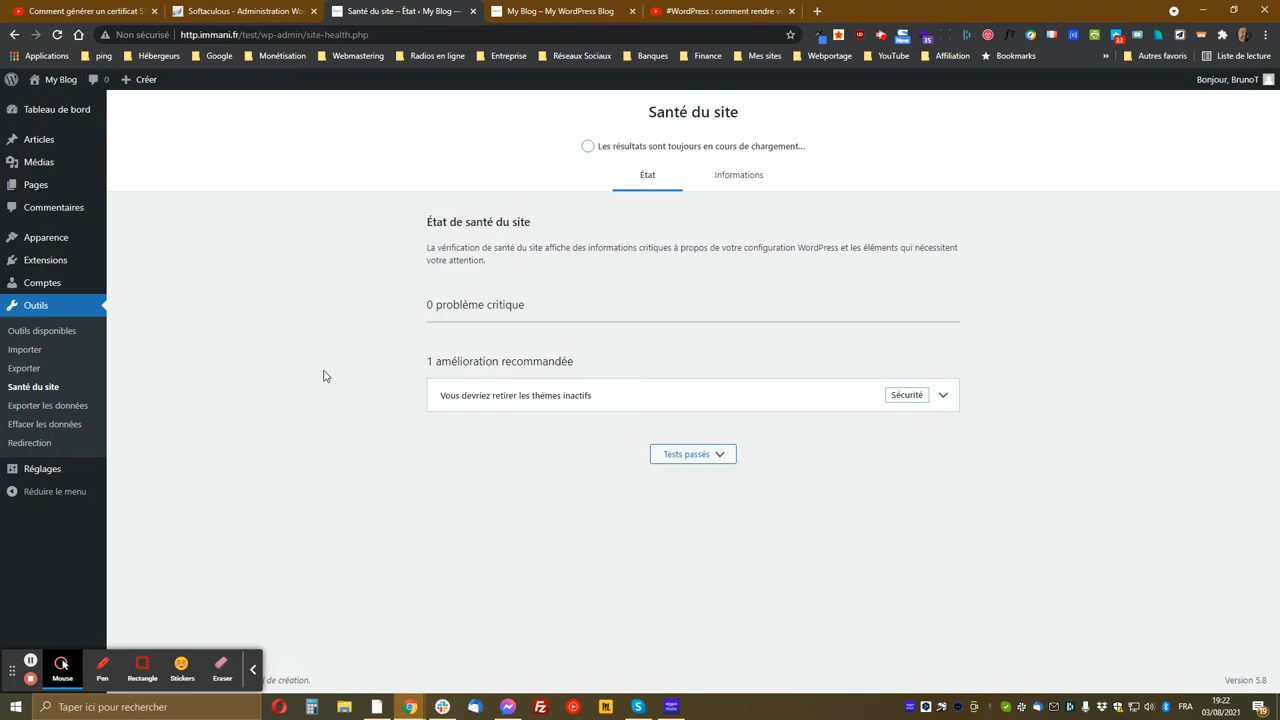 Comment générer un certificat S
Softaculous - Administration Wo
Santé du site ‹ État ‹ My Blog —
My Blog – My WordPress Blog
#WordPress : cours de
Non sécurisé http.immani.fr/test/wp-admin/site-health.php
Applications
ping
Hébergeurs
Google
Monétisation
Webmarketing
Radios en ligne
Entreprise
Réseaux Sociaux
Banques
Finance
Mes sites
Webportage
YouTube
Affiliation
Bookmarks
»
Autres favoris
Liste de lecture
My Blog
0
Créer
Bonjour, BrunoT
Tableau de bord
Articles
Médias
Pages
Commentaires
Apparence
Extensions
Comptes
Outils
Outils disponibles
Importer
Exporter
Santé du site
Exporter les données
Effacer les données
Redirection
Réglages
Réduire le menu
Santé du site
Les résultats sont toujours en cours de chargement...
État
Informations
État de santé du site
La vérification de santé du site affiche des informations critiques à propos de votre configuration WordPress et les éléments qui nécessitent
votre attention.
0 problème critique
1 amélioration recommandée
Vous devriez retirer les thèmes inactifs
Sécurité
Tests passés
Mouse
Pen
Rectangle
Stickers
Eraser
l de création.
Version 5.8
Taper ici pour rechercher
FRA
19:22
03/08/2021